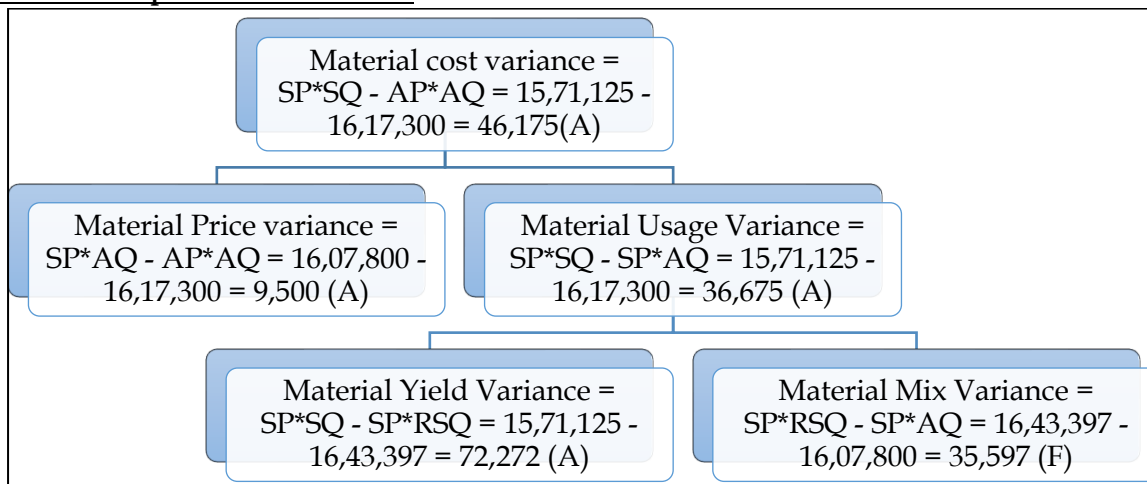 Material cost variance =
SP*SQ - AP*AQ = 15,71,125 -
16,17,300 = 46,175(A)
Material Price variance =
SP*AQ - AP*AQ = 16,07,800 -
16,17,300 = 9,500 (A)
Material Usage Variance =
SP*SQ - SP*AQ = 15,71,125 -
16,17,300 = 36,675 (A)
Material Yield Variance =
SP*SQ - SP*RSQ = 15,71,125 -
16,43,397 = 72,272 (A)
Material Mix Variance =
SP*RSQ - SP*AQ = 16,43,397 -
16,07,800 = 35,597 (F)